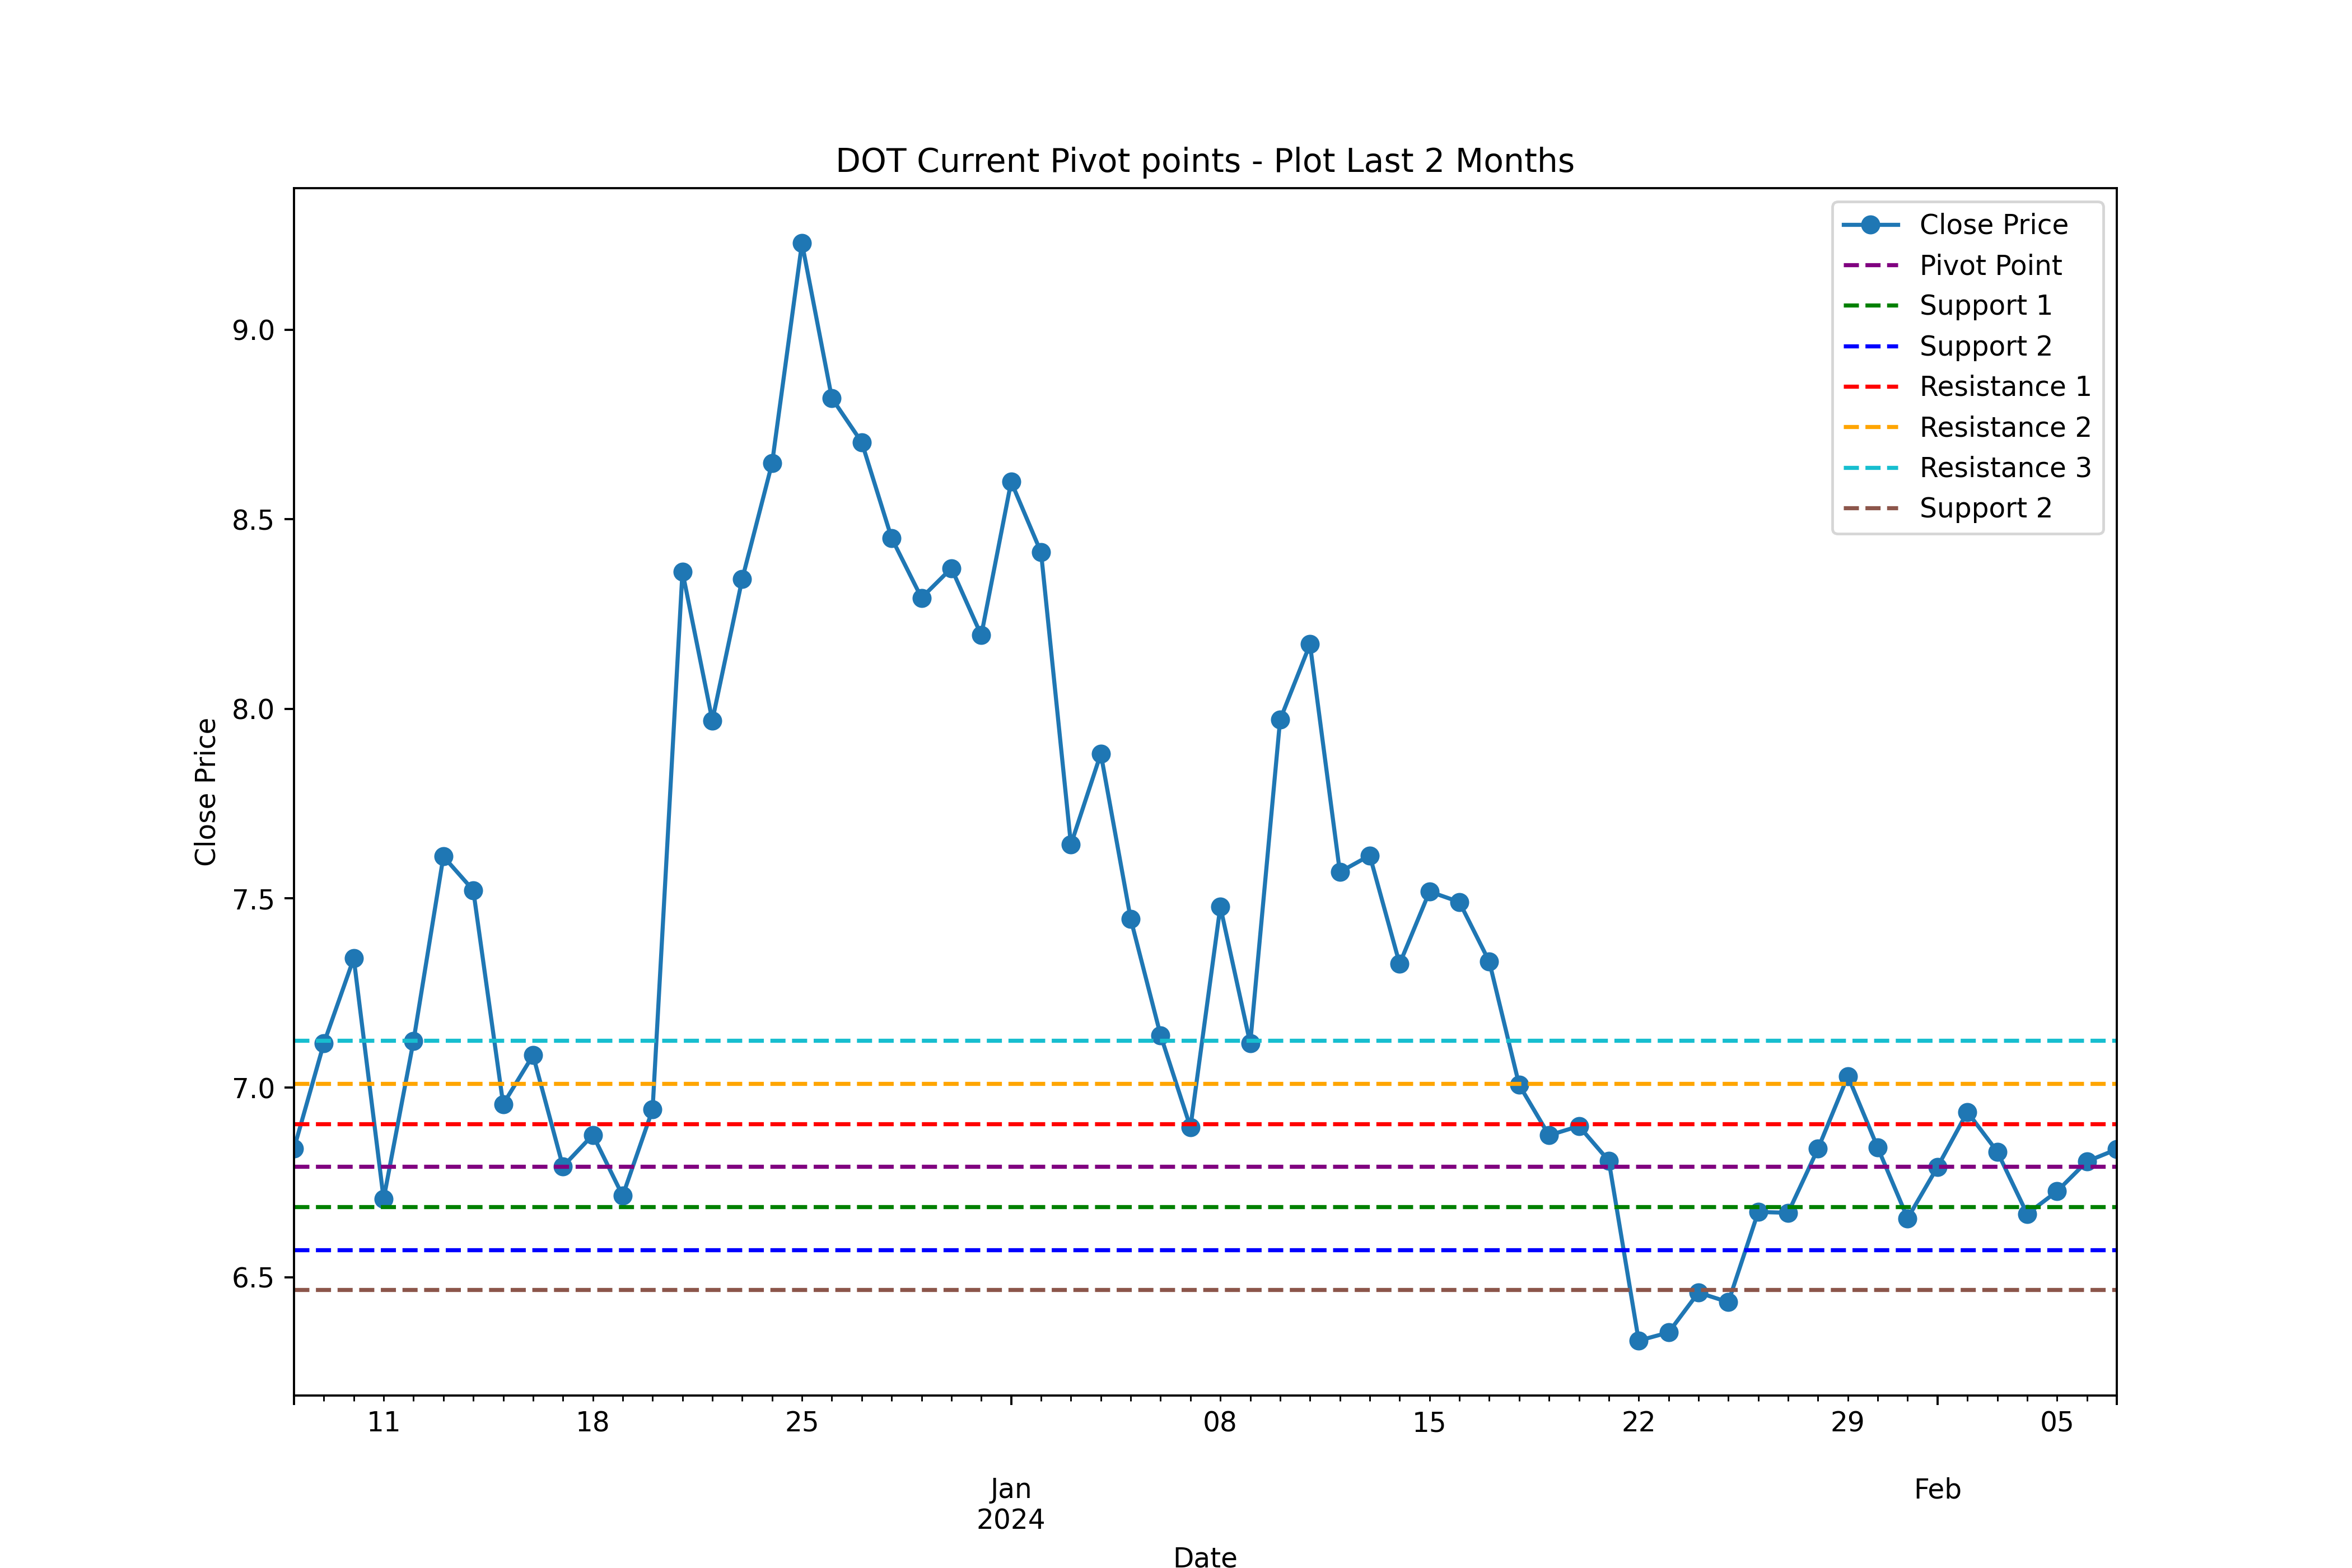 DOT Current Pivot points - Plot Last 2 Months
Close Price
Pivot Point
Support 1
Support 2
Resistance 1
Resistance 2
Resistance 3
Support 2
Close Price
9.0
8.5
8.0
7.5
7.0
6.5
11 18 25 08 15 22 29 05
Jan Feb
2024
Date